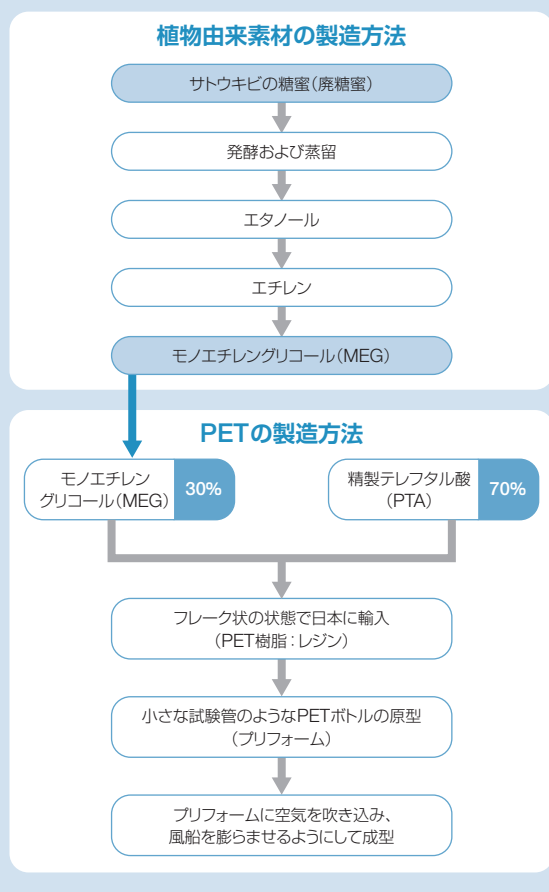 植物由来素材の製造方法
サトウキビの糖蜜（廃糖蜜）
発酵および蒸留
エタノール
エチレン
モノエチレングリコール（MEG）
PETの製造方法
モノエチレン
グリコール（MEG）
30%
精製テレフタル酸
（PTA）
70%
フレーク状の状態で日本に輸入
（PET樹脂：レジン）
小さな試験管のようなPETボトルの原型
（プリフォーム）
プリフォームに空気を吹き込み、
風船を膨らませるようにして成型